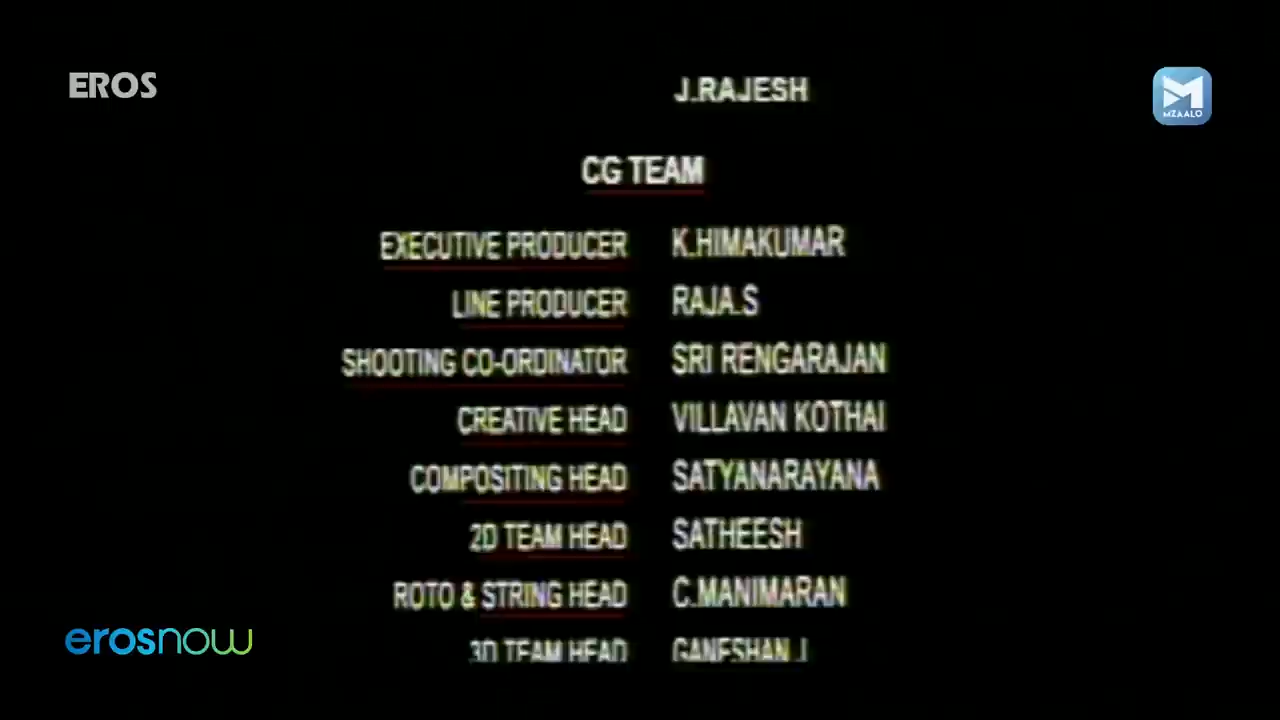 EROS
J.RAJESH
MZAALO
CG TEAM
EXECUTIVE PRODUCER K.HIMAKUMAR
LINE PRODUCER RAJA.S
SHOOTING CO-ORDINATOR SRI RENGARAJAN
CREATIVE HEAD VILLAVAN KOTHAI
COMPOSITING HEAD SATYANARAYANA
2D TEAM HEAD SATHEESH
ROTO & STRING HEAD C.MANIMARAN
erosnow
3D TEAM HEAD GANESHAN.J